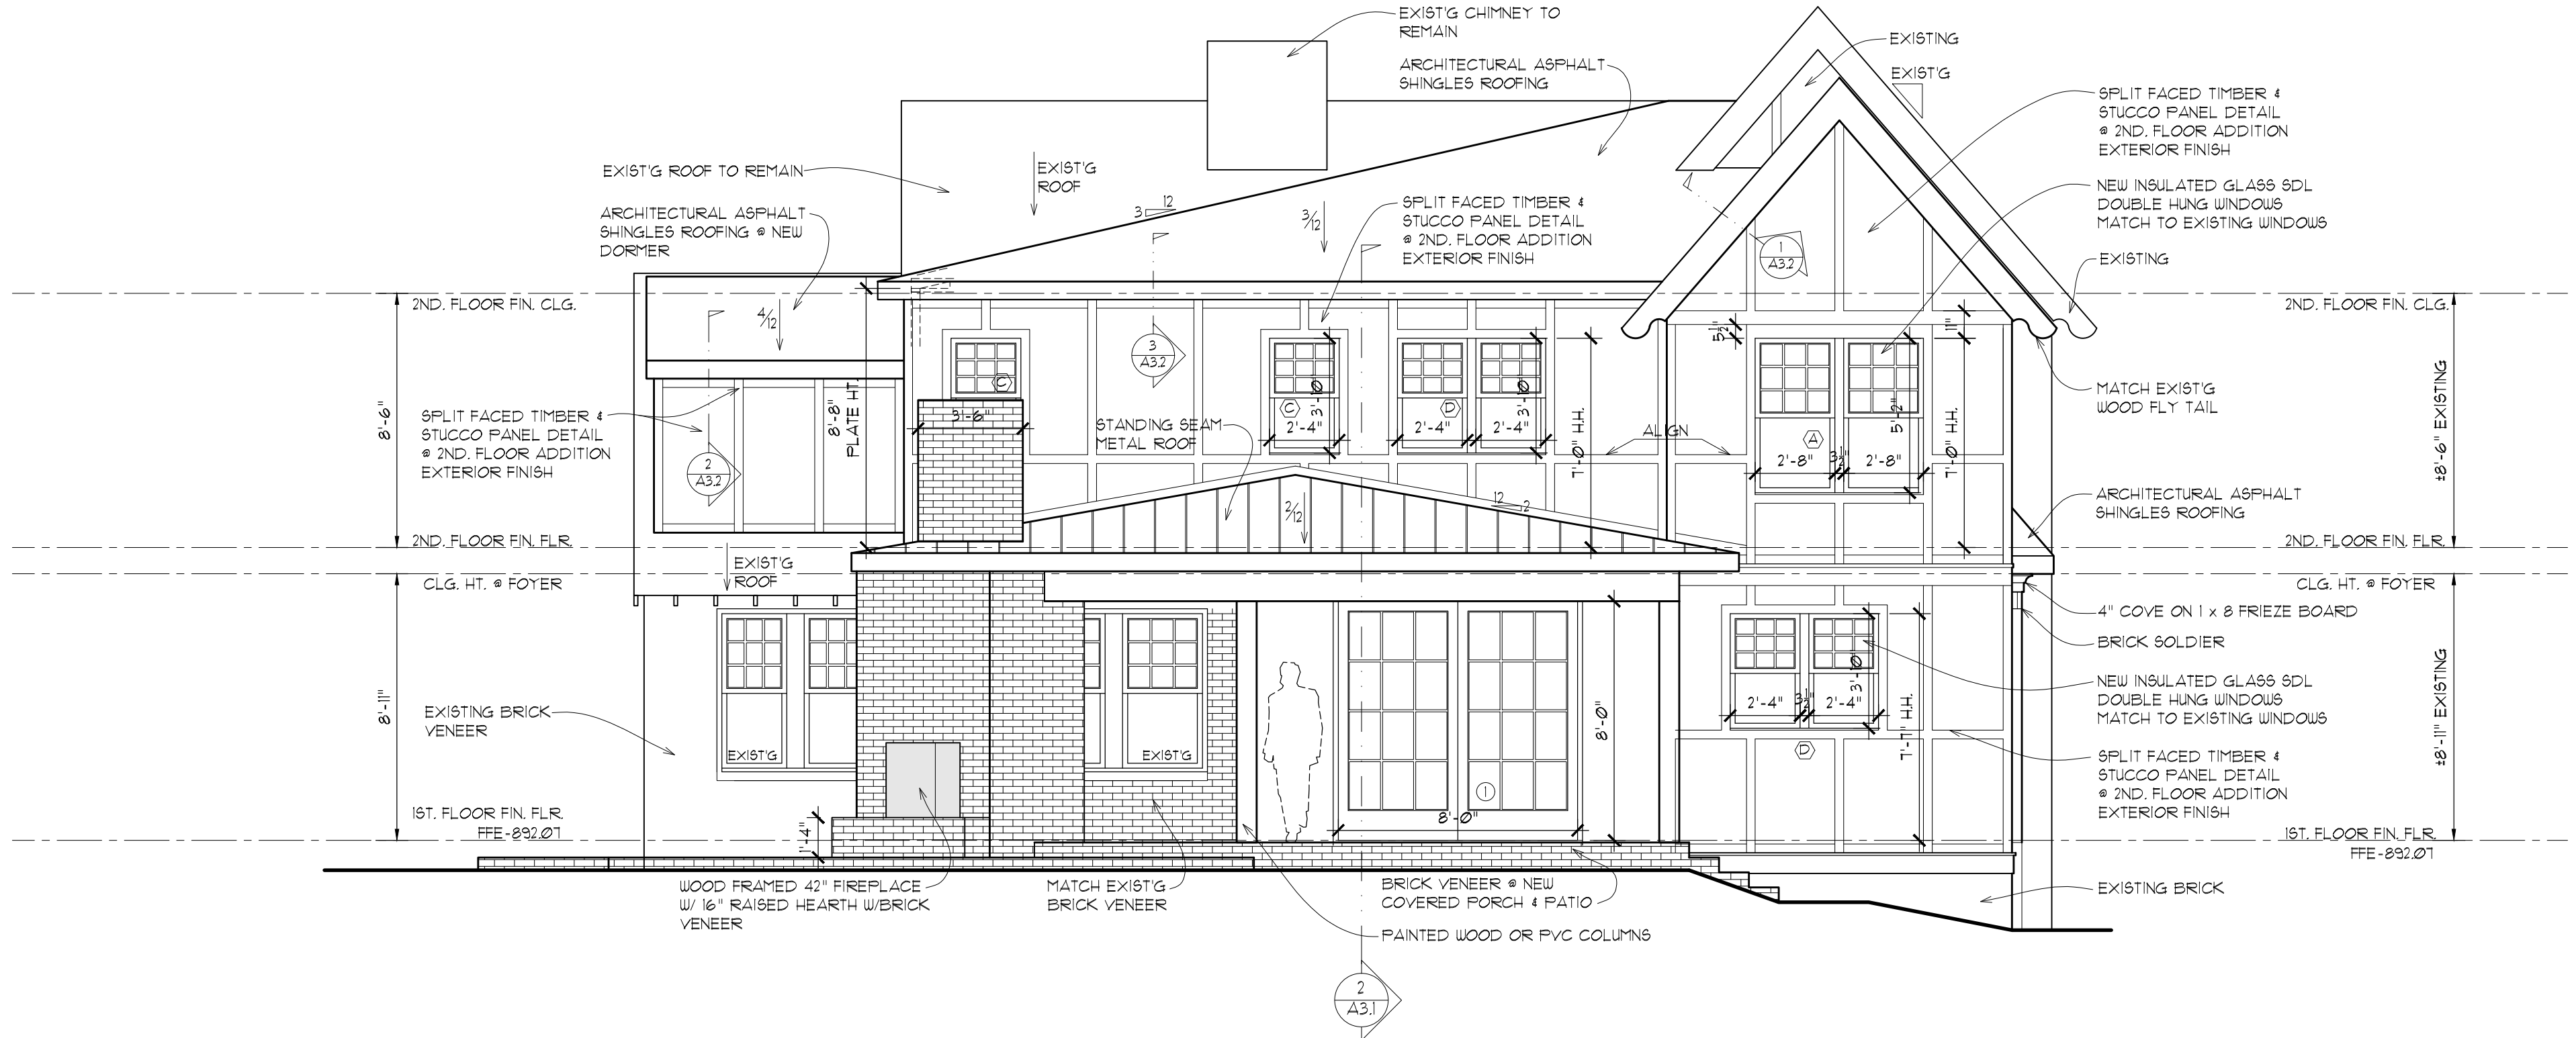 EXIST'G CHIMNEY TO
REMAIN
ARCHITECTURAL ASPHALT
SHINGLES ROOFING
EXISTING
EXIST'G
SPLIT FACED TIMBER &
STUCCO PANEL DETAIL
@ 2ND. FLOOR ADDITION
EXTERIOR FINISH
NEW INSULATED GLASS SDL
DOUBLE HUNG WINDOWS
MATCH TO EXISTING WINDOWS
EXISTING
EXIST'G ROOF TO REMAIN
EXIST'G
ROOF
ARCHITECTURAL ASPHALT
SHINGLES ROOFING @ NEW
DORMER
12
3
3/12
SPLIT FACED TIMBER &
STUCCO PANEL DETAIL
@ 2ND. FLOOR ADDITION
EXTERIOR FINISH
1
A3.2
2ND. FLOOR FIN. CLG.
2ND. FLOOR FIN. CLG.
4/12
3
A3.2
5 1/2"
11"
8'-6"
8'-8"
PLATE HT.
C
3'-6"
C
3'-10"
2'-4"
D
3'-10"
2'-4"
2'-4"
7'-0" H.H.
ALIGN
A
5'-2"
2'-8"
3 1/2"
2'-8"
7'-0" H.H.
±8'-6" EXISTING
MATCH EXIST'G
WOOD FLY TAIL
SPLIT FACED TIMBER &
STUCCO PANEL DETAIL
@ 2ND. FLOOR ADDITION
EXTERIOR FINISH
2
A3.2
STANDING SEAM
METAL ROOF
2/12
12
2
ARCHITECTURAL ASPHALT
SHINGLES ROOFING
2ND. FLOOR FIN. FLR.
2ND. FLOOR FIN. FLR.
EXIST'G
ROOF
CLG. HT. @ FOYER
CLG. HT. @ FOYER
4" COVE ON 1 x 8 FRIEZE BOARD
BRICK SOLDIER
NEW INSULATED GLASS SDL
DOUBLE HUNG WINDOWS
MATCH TO EXISTING WINDOWS
8'-11"
EXISTING BRICK
VENEER
EXIST'G
EXIST'G
8'-0"
1
8'-0"
3'-10"
2'-4"
3 1/2"
2'-4"
D
7'-7" H.H.
±8'-11" EXISTING
SPLIT FACED TIMBER &
STUCCO PANEL DETAIL
@ 2ND. FLOOR ADDITION
EXTERIOR FINISH
1ST. FLOOR FIN. FLR.
FFE-892.07
1'-4"
1ST. FLOOR FIN. FLR.
FFE-892.07
WOOD FRAMED 42" FIREPLACE
W/ 16" RAISED HEARTH W/BRICK
VENEER
MATCH EXIST'G
BRICK VENEER
BRICK VENEER @ NEW
COVERED PORCH & PATIO
EXISTING BRICK
PAINTED WOOD OR PVC COLUMNS
2
A3.1